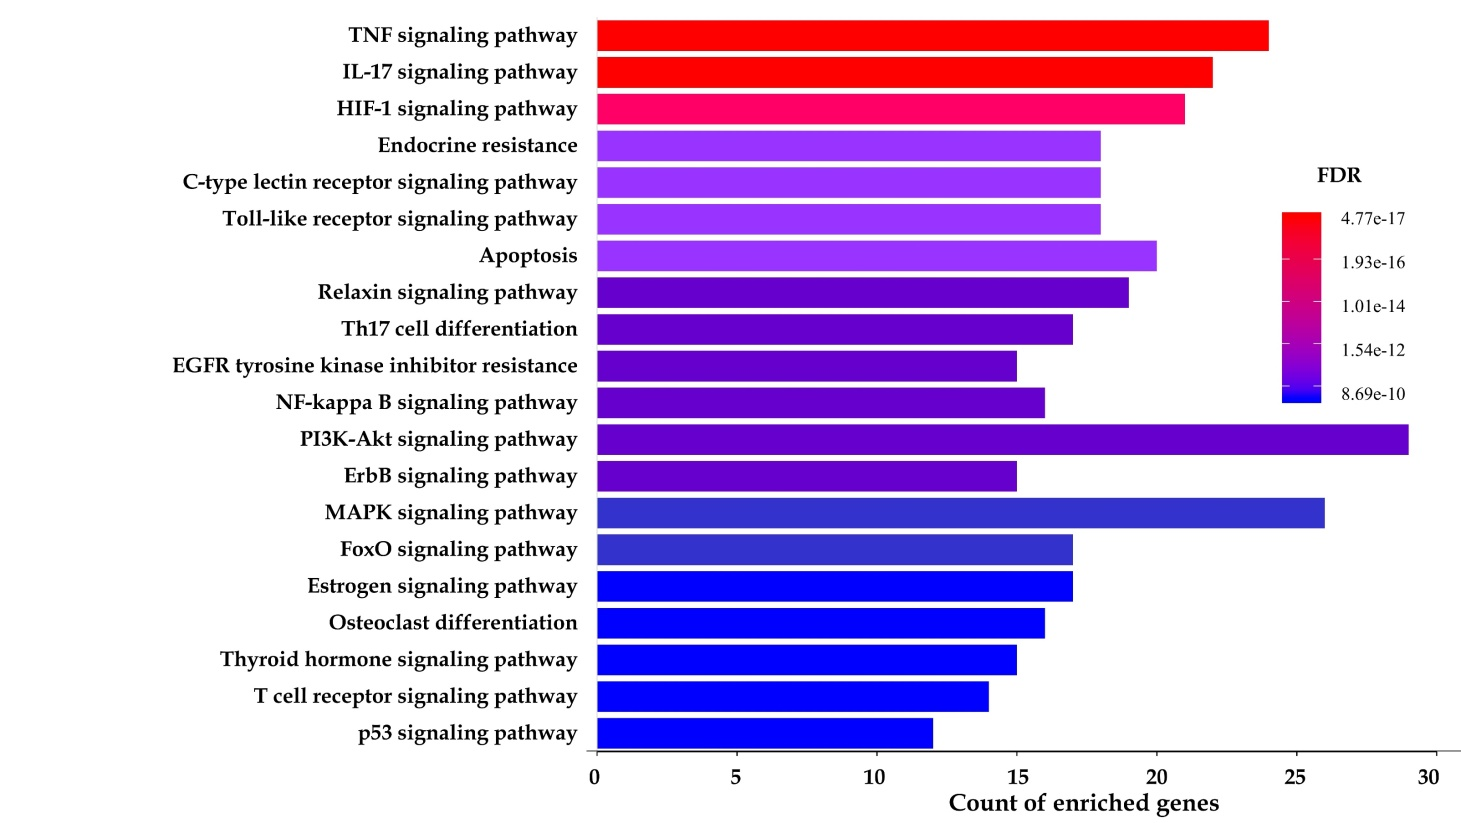 TNF signaling pathway
IL-17 signaling pathway
HIF-1 signaling pathway
Endocrine resistance
C-type lectin receptor signaling pathway
Toll-like receptor signaling pathway
Apoptosis
Relaxin signaling pathway
Th17 cell differentiation
EGFR tyrosine kinase inhibitor resistance
NF-kappa B signaling pathway
PI3K-Akt signaling pathway
ErbB signaling pathway
MAPK signaling pathway
FoxO signaling pathway
Estrogen signaling pathway
Osteoclast differentiation
Thyroid hormone signaling pathway
T cell receptor signaling pathway
p53 signaling pathway
0 5 10 15 20 25 30
Count of enriched genes
FDR
4.77e-17
1.93e-16
1.01e-14
1.54e-12
8.69e-10